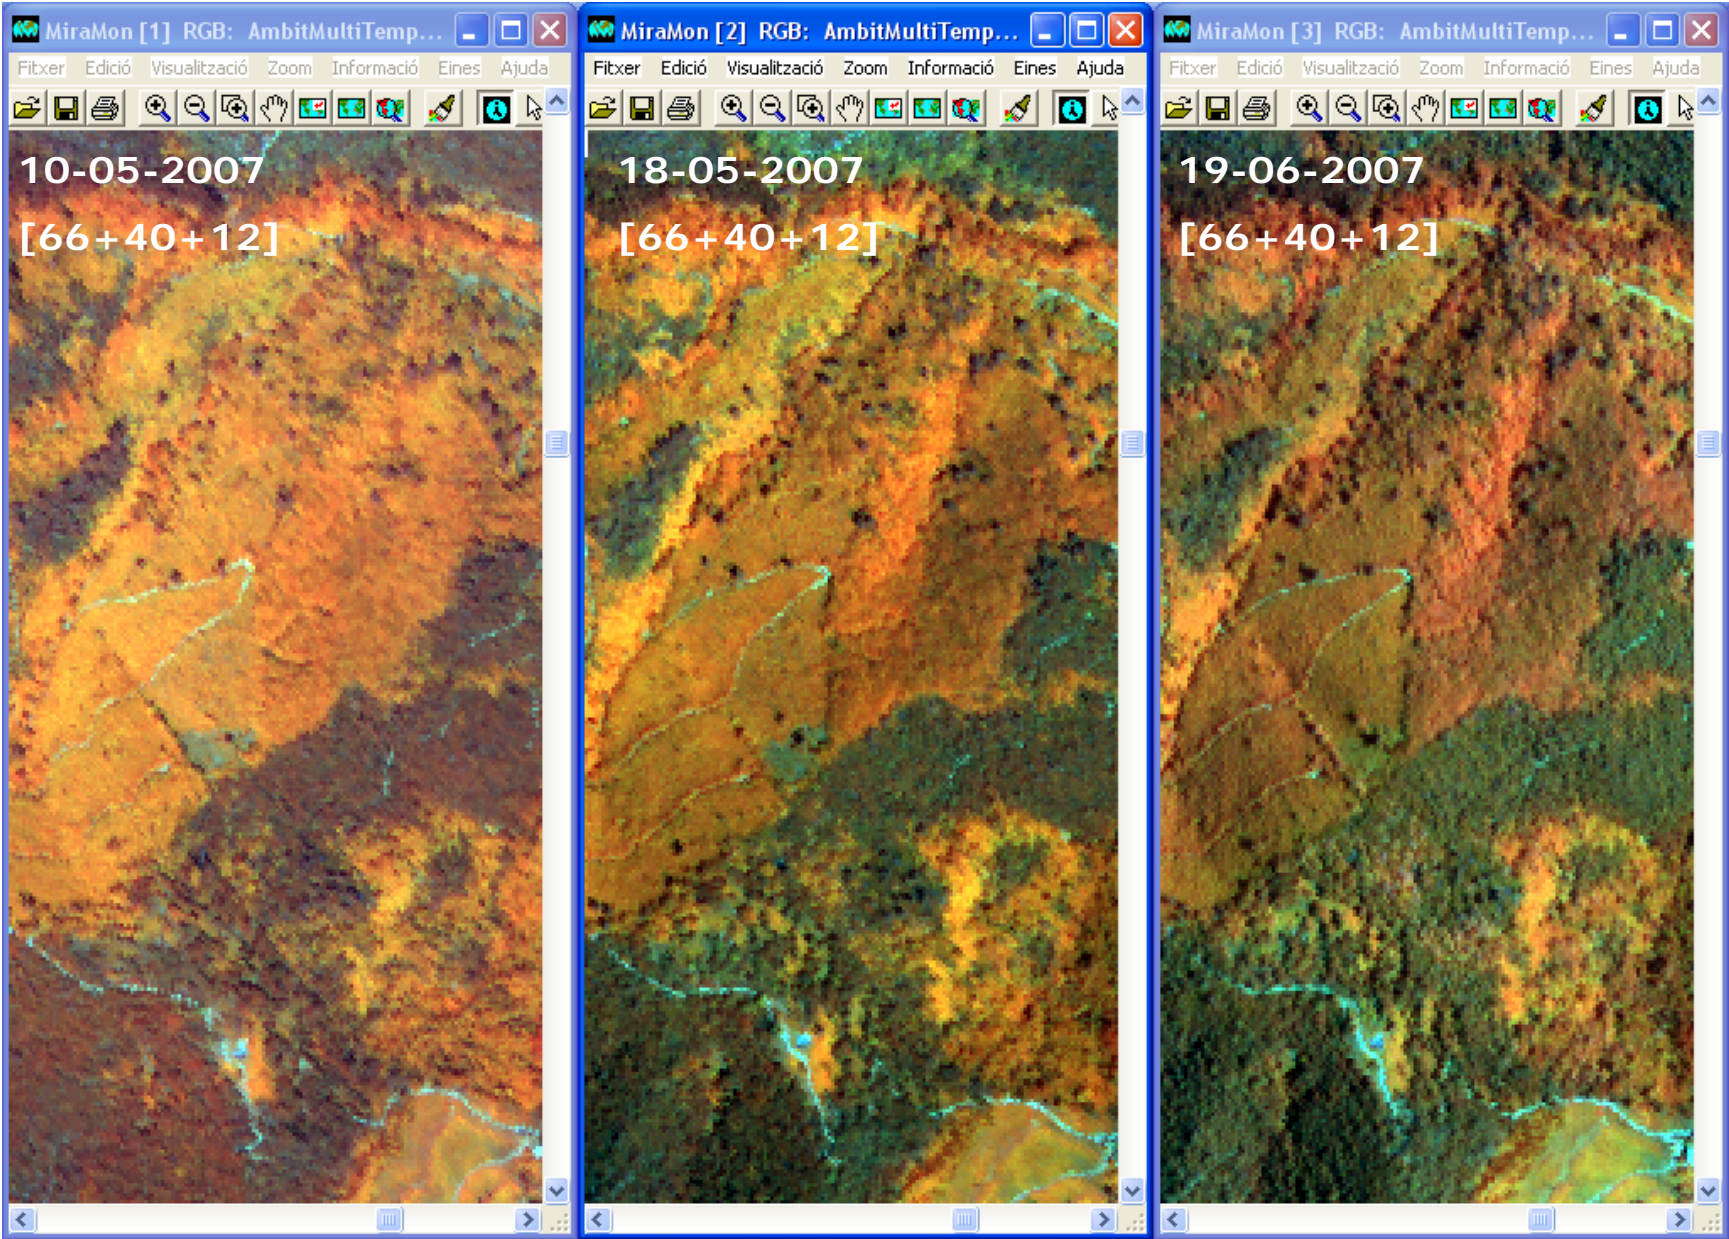 MiraMon [1] RGB: AmbitMultiTemp...
Fitxer Edició Visualització Zoom Informació Eines Ajuda
10-05-2007
[66+40+12]
MiraMon [2] RGB: AmbitMultiTemp...
Fitxer Edició Visualització Zoom Informació Eines Ajuda
18-05-2007
[66+40+12]
MiraMon [3] RGB: AmbitMultiTemp...
Fitxer Edició Visualització Zoom Informació Eines Ajuda
19-06-2007
[66+40+12]